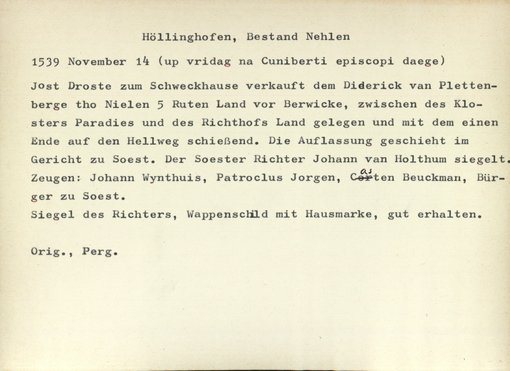 Höllinghofen, Bestand Nehlen
1539 November 14 (up vridag na Cuniberti episcopi daege)
Jost Droste zum Schweckhause verkauft dem Diderick van Pletten-
berge tho Nielen 5 Ruten Land vor Berwicke, zwischen des Klo-
sters Paradies und des Richthofs Land gelegen und mit dem einen
Ende auf den Hellweg schießend. Die Auflassung geschieht im
Gericht zu Soest. Der Soester Richter Johann van Holthum siegelt.
Zeugen: Johann Wynthuis, Patroclus Jorgen, Casten Beuckman, Bür-
ger zu Soest.
Siegel des Richters, Wappenschild mit Hausmarke, gut erhalten.
Orig., Perg.